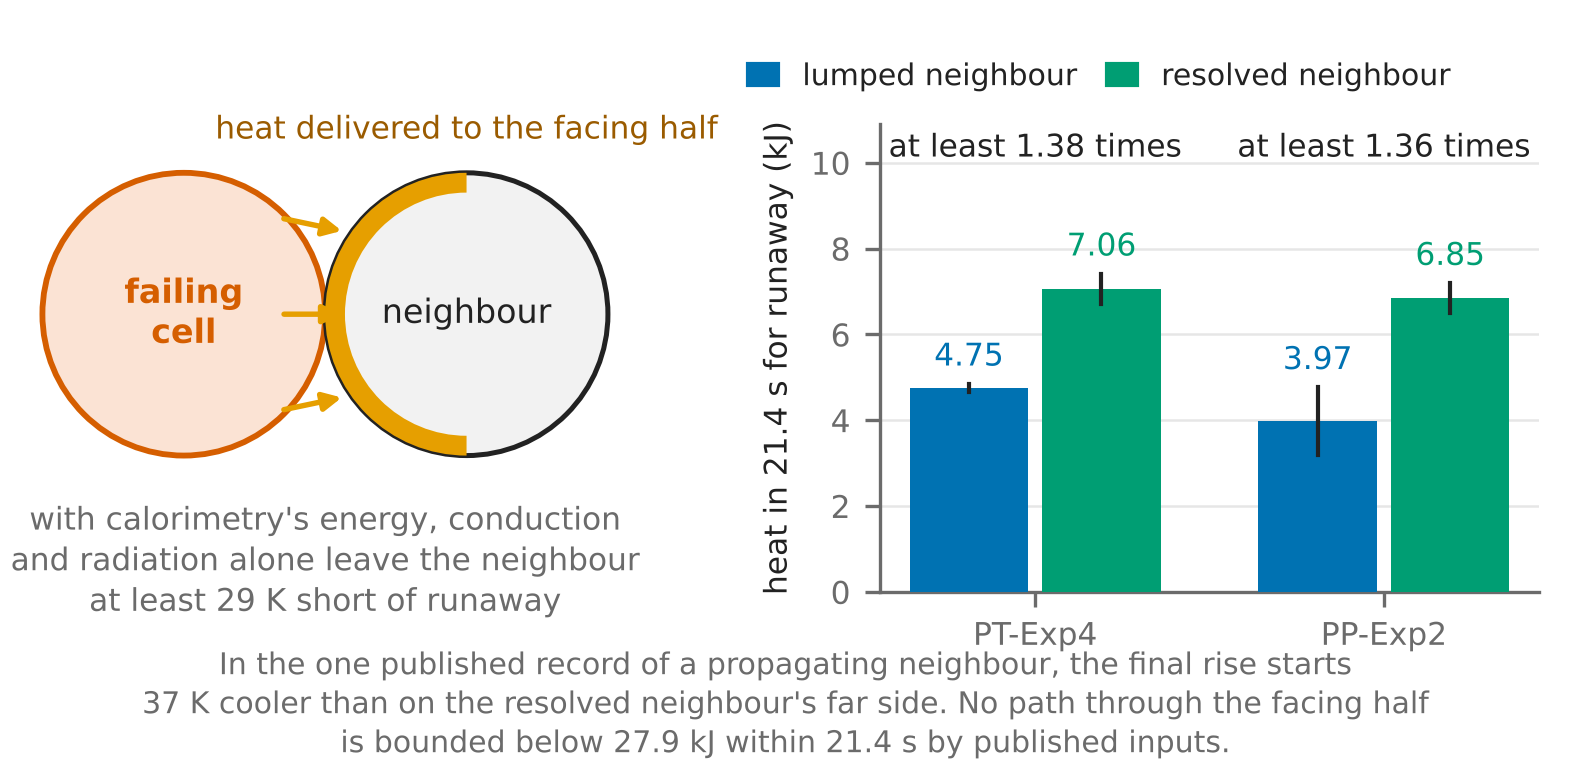 lumped neighbour
resolved neighbour
heat delivered to the facing half
failing
cell
neighbour
with calorimetry's energy, conduction
and radiation alone leave the neighbour
at least 29 K short of runaway
heat in 21.4 s for runaway (kJ)
at least 1.38 times
at least 1.36 times
10
8
6
4
2
0
4.75
7.06
3.97
6.85
PT-Exp4
PP-Exp2
In the one published record of a propagating neighbour, the final rise starts
37 K cooler than on the resolved neighbour's far side. No path through the facing half
is bounded below 27.9 kJ within 21.4 s by published inputs.